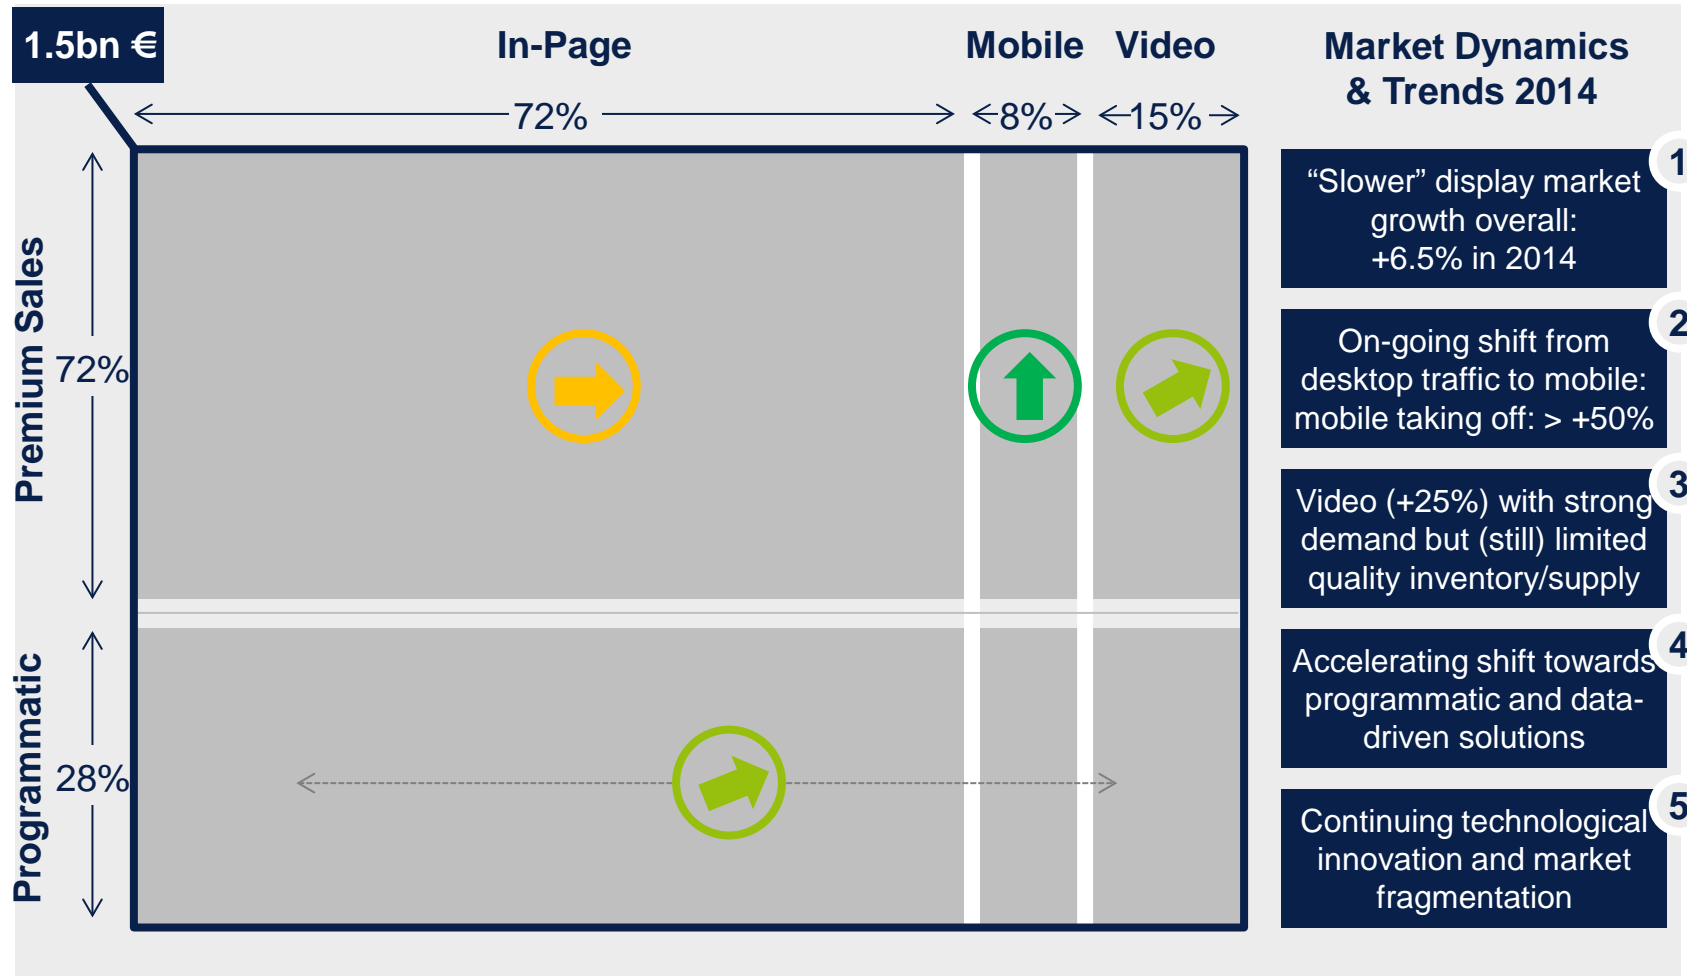 1.5bn €
In-Page
Mobile
Video
72%
8%
15%
Premium Sales
72%
Programmatic
28%
Market Dynamics
& Trends 2014
1
“Slower” display market
growth overall:
+6.5% in 2014
2
On-going shift from
desktop traffic to mobile:
mobile taking off: > +50%
3
Video (+25%) with strong
demand but (still) limited
quality inventory/supply
4
Accelerating shift towards
programmatic and data-
driven solutions
5
Continuing technological
innovation and market
fragmentation